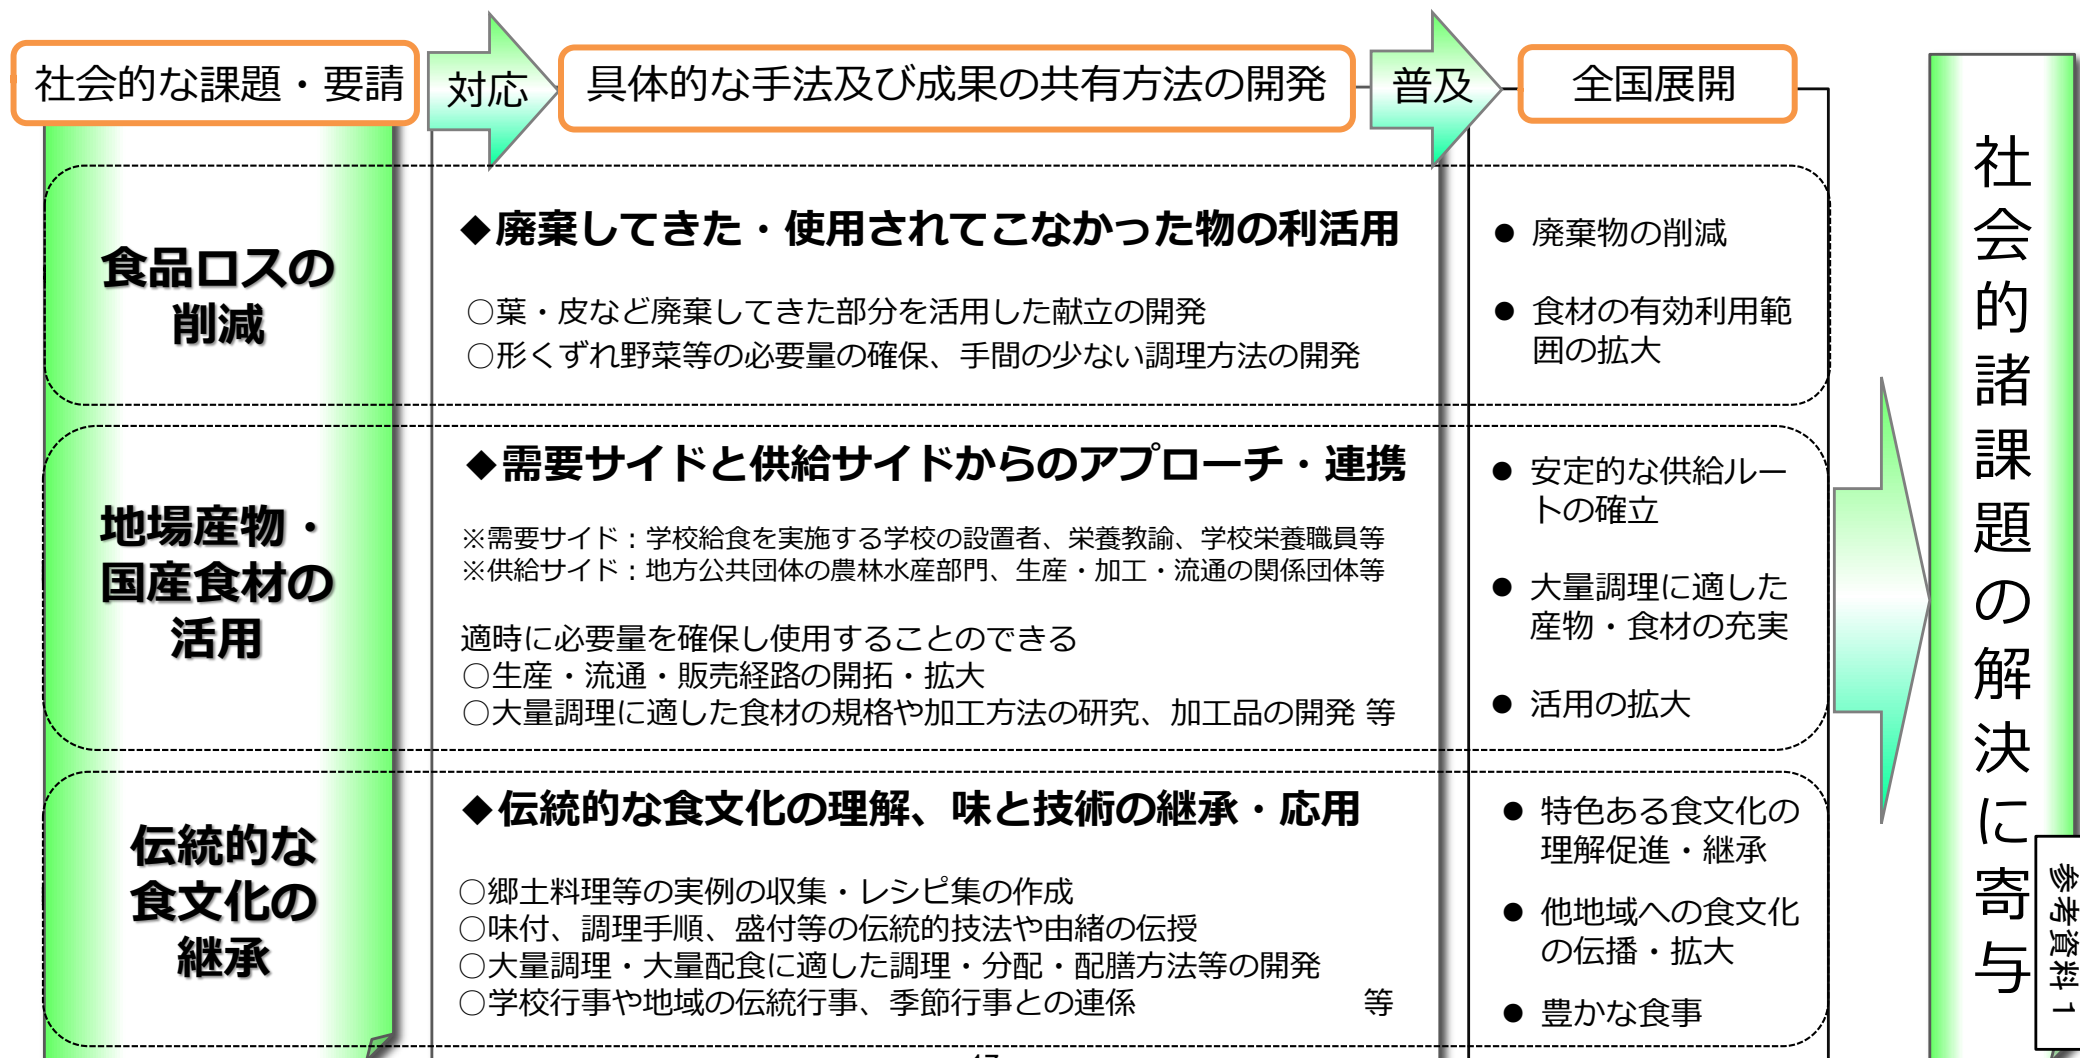 社会的な課題・要請
対応
具体的な手法及び成果の共有方法の開発
普及
全国展開
食品ロスの
削減
◆廃棄してきた・使用されてこなかった物の利活用
○葉・皮など廃棄してきた部分を活用した献立の開発
○形くずれ野菜等の必要量の確保、手間の少ない調理方法の開発
● 廃棄物の削減
● 食材の有効利用範
囲の拡大
地場産物・
国産食材の
活用
◆需要サイドと供給サイドからのアプローチ・連携
※需要サイド：学校給食を実施する学校の設置者、栄養教諭、学校栄養職員等
※供給サイド：地方公共団体の農林水産部門、生産・加工・流通の関係団体等
適時に必要量を確保し使用することのできる
○生産・流通・販売経路の開拓・拡大
○大量調理に適した食材の規格や加工方法の研究、加工品の開発 等
● 安定的な供給ルー
トの確立
● 大量調理に適した
産物・食材の充実
● 活用の拡大
伝統的な
食文化の
継承
◆伝統的な食文化の理解、味と技術の継承・応用
○郷土料理等の実例の収集・レシピ集の作成
○味付、調理手順、盛付等の伝統的技法や由緒の伝授
○大量調理・大量配食に適した調理・分配・配膳方法等の開発
○学校行事や地域の伝統行事、季節行事との連係 等
● 特色ある食文化の
理解促進・継承
● 他地域への食文化
の伝播・拡大
● 豊かな食事
社会的諸課題の解決に寄与
参考資料１